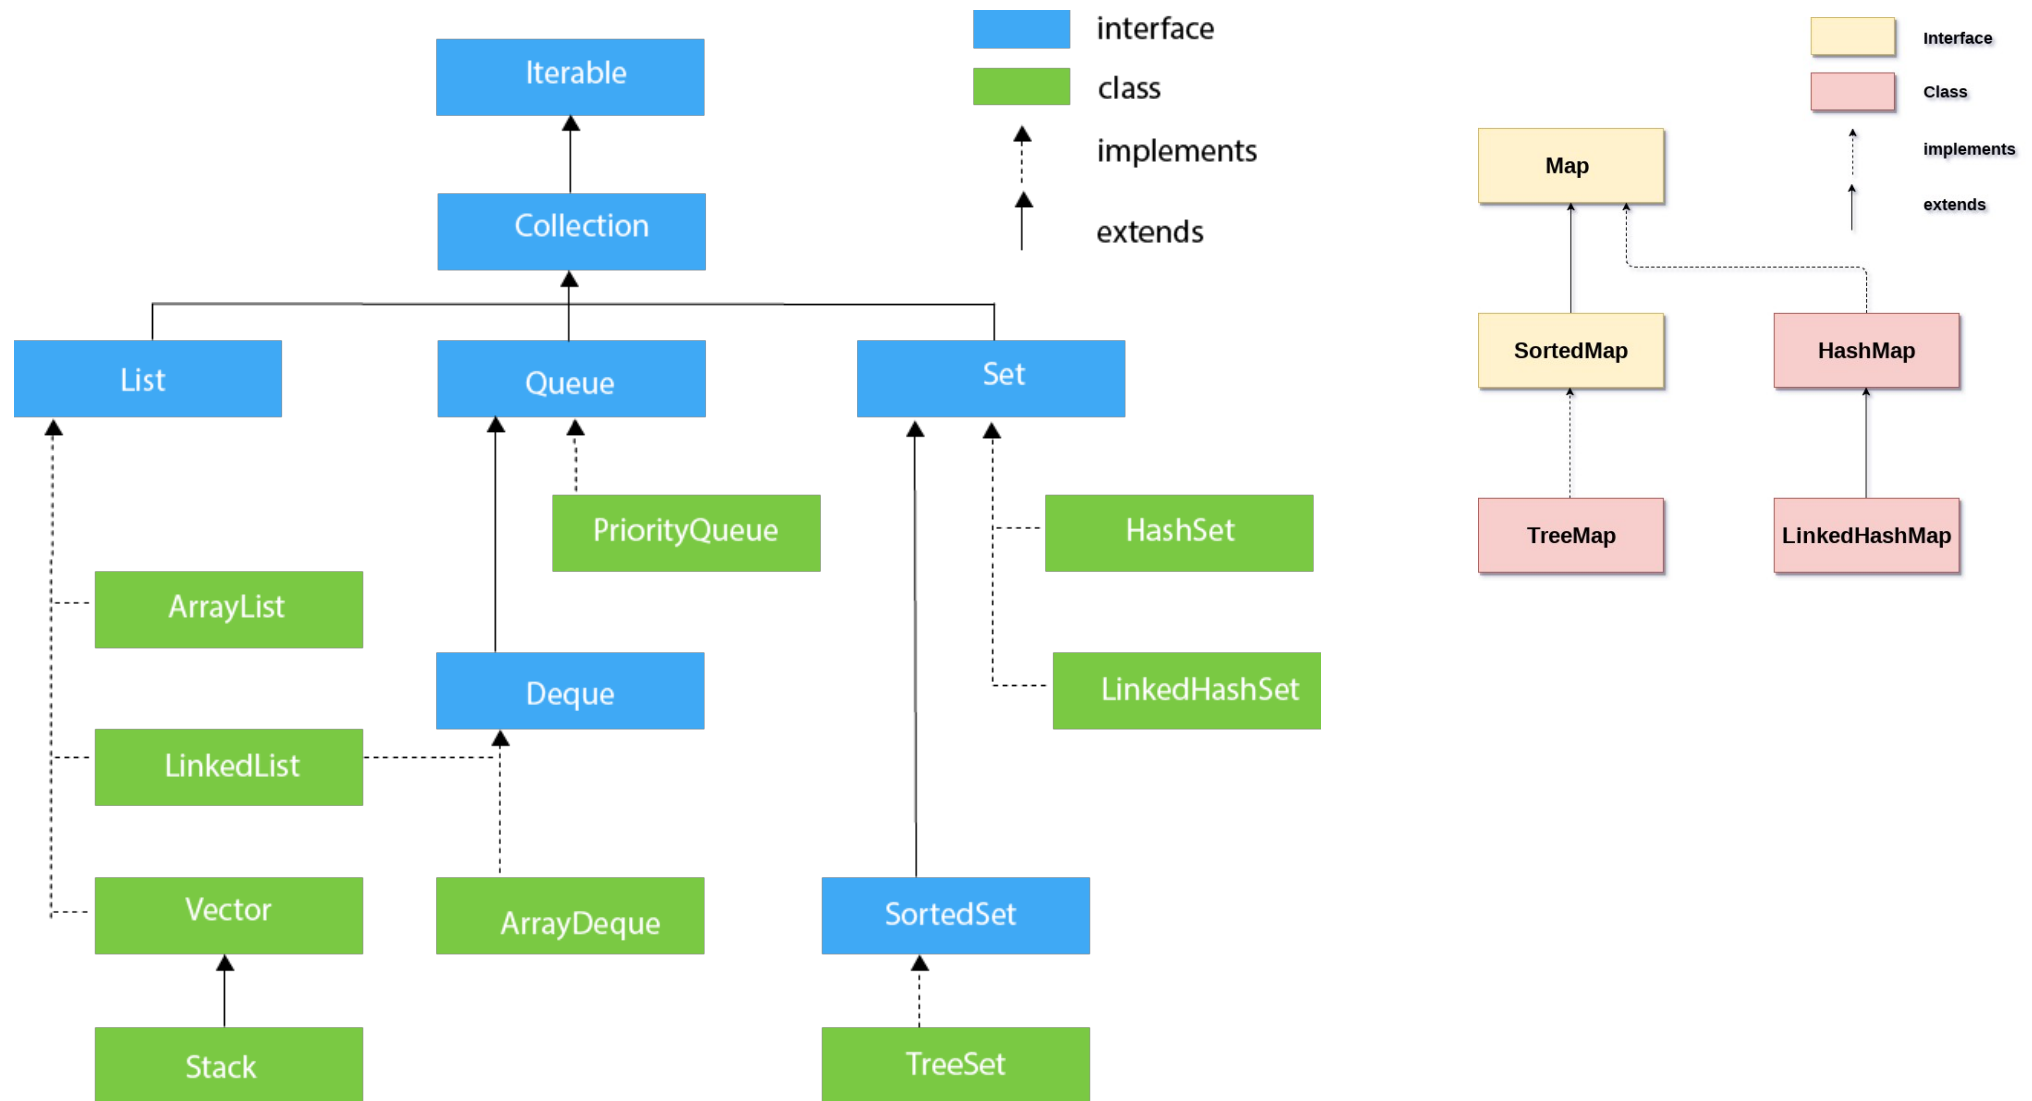 Iterable
Collection
List
Queue
Set
PriorityQueue
HashSet
ArrayList
Deque
LinkedHashSet
LinkedList
Vector
ArrayDeque
SortedSet
Stack
TreeSet
interface
class
implements
extends
Interface
Class
implements
extends
Map
SortedMap
HashMap
TreeMap
LinkedHashMap